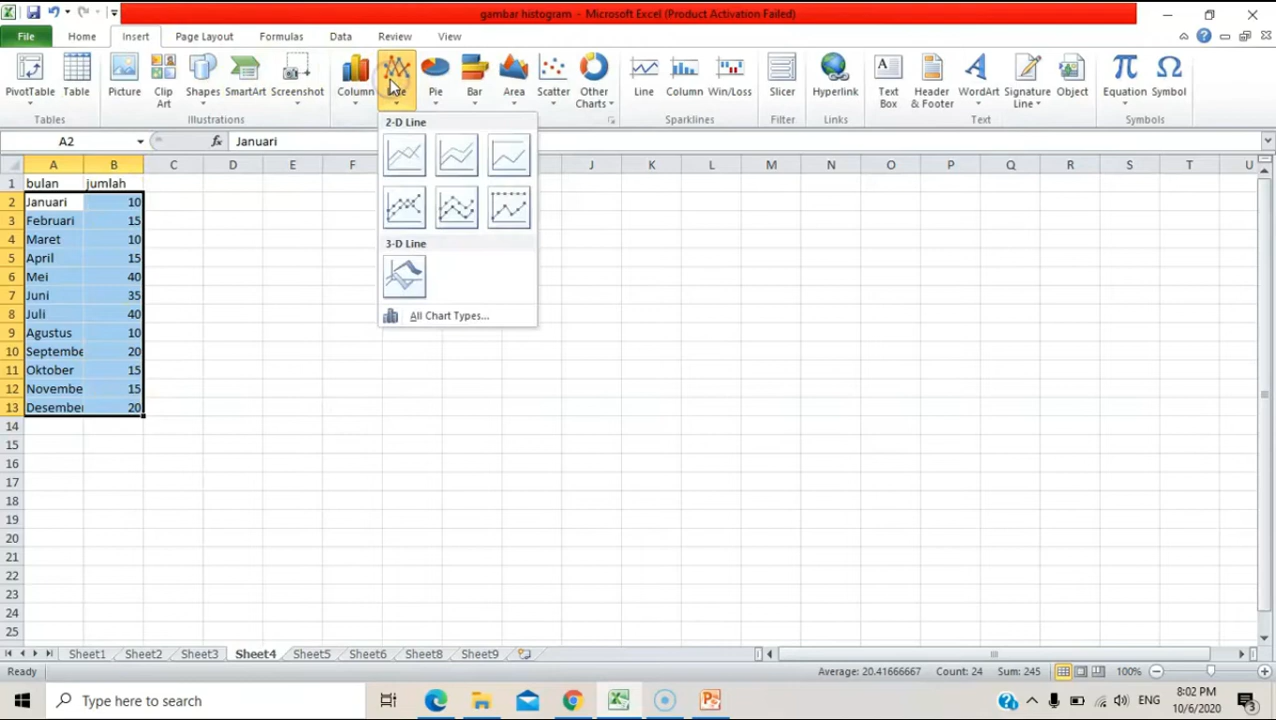 gambar histogram - Microsoft Excel (Product Activation Failed)
File Home Insert Page Layout Formulas Data Review View
PivotTable Table Picture Clip Art Shapes SmartArt Screenshot Column Line Pie Bar Area Scatter Other Charts Line Column Win/Loss Slicer Hyperlink Text Box Header & Footer WordArt Signature Line Object Equation Symbol
Tables Illustrations Sparklines Filter Links Text Symbols
A2 fx Januari
2-D Line
3-D Line
All Chart Types...
A B C D E F J K L M N O P Q R S T U
1 bulan jumlah
2 Januari 10
3 Februari 15
4 Maret 10
5 April 15
6 Mei 40
7 Juni 35
8 Juli 40
9 Agustus 10
10 Septembe 20
11 Oktober 15
12 Novembe 15
13 Desember 20
14
15
16
17
18
19
20
21
22
23
24
25
Sheet1 Sheet2 Sheet3 Sheet4 Sheet5 Sheet6 Sheet8 Sheet9
Ready Average: 20.41666667 Count: 24 Sum: 245 100%
Type here to search ENG 8:02 PM
10/6/2020 3